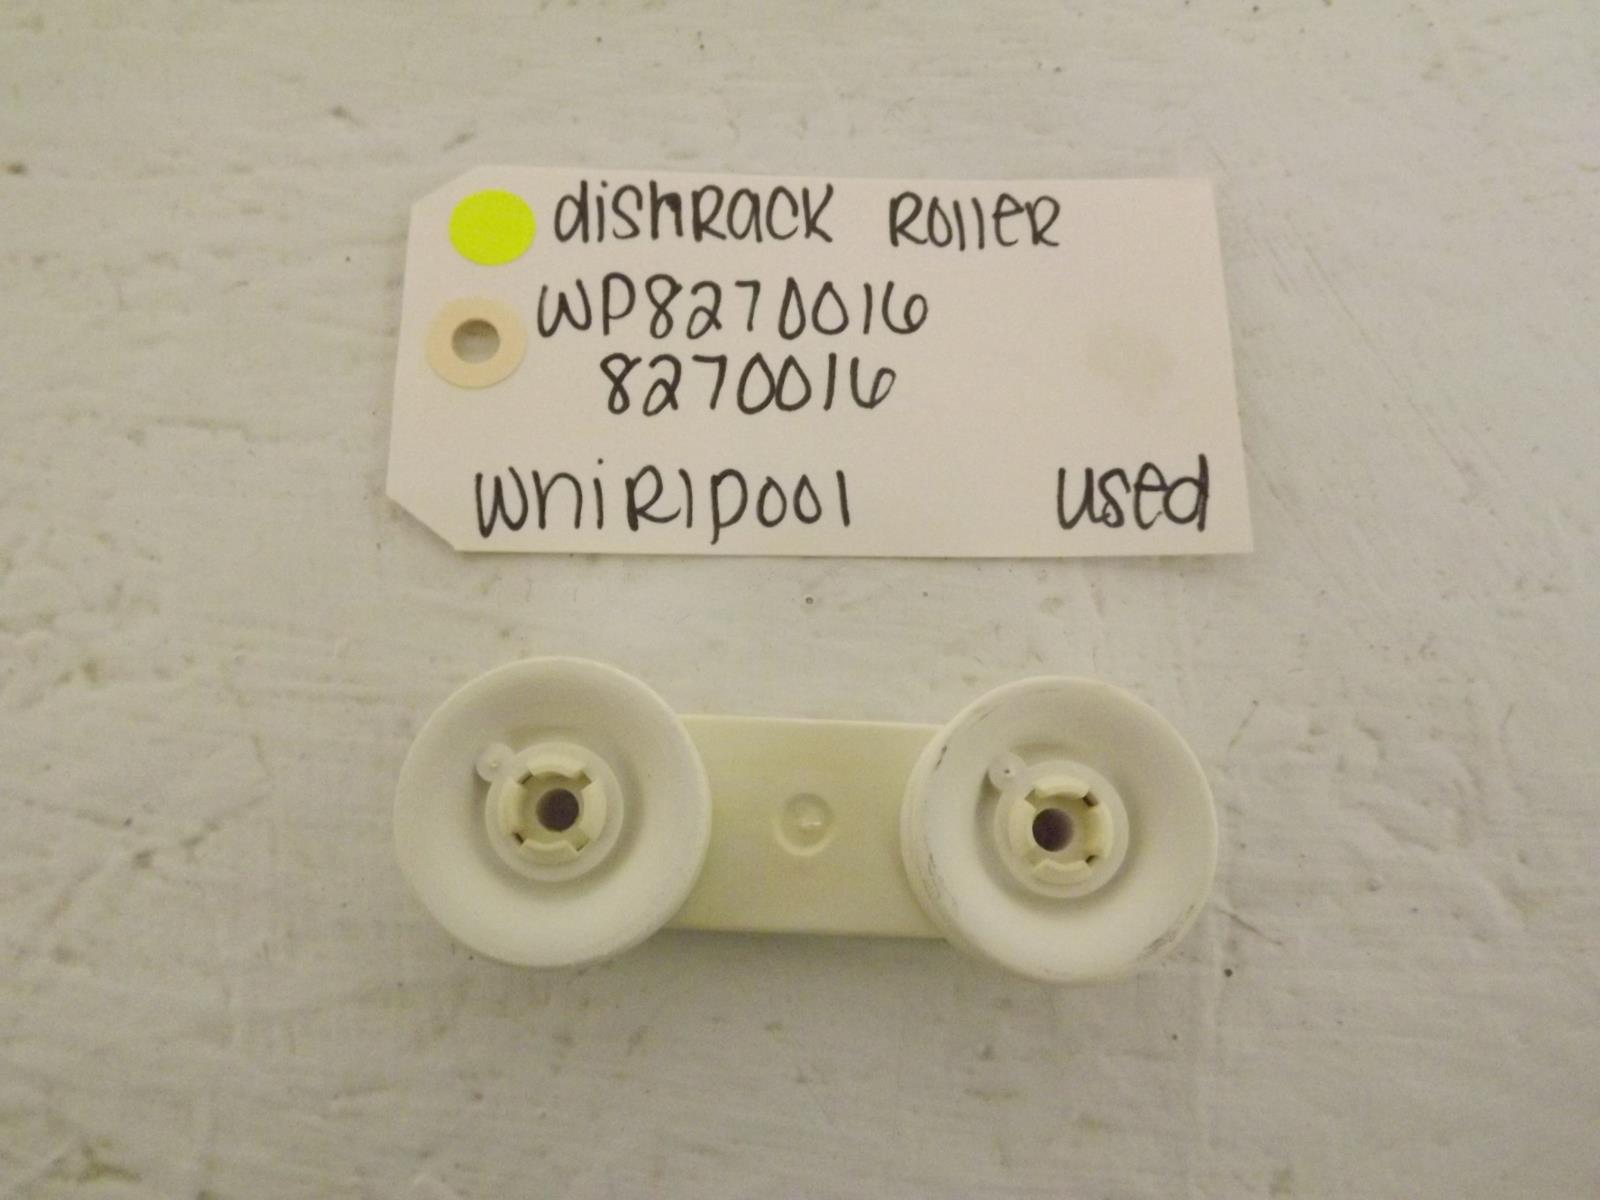 dishRack RolleR
WP8270016
8270016
WhiRlpool used